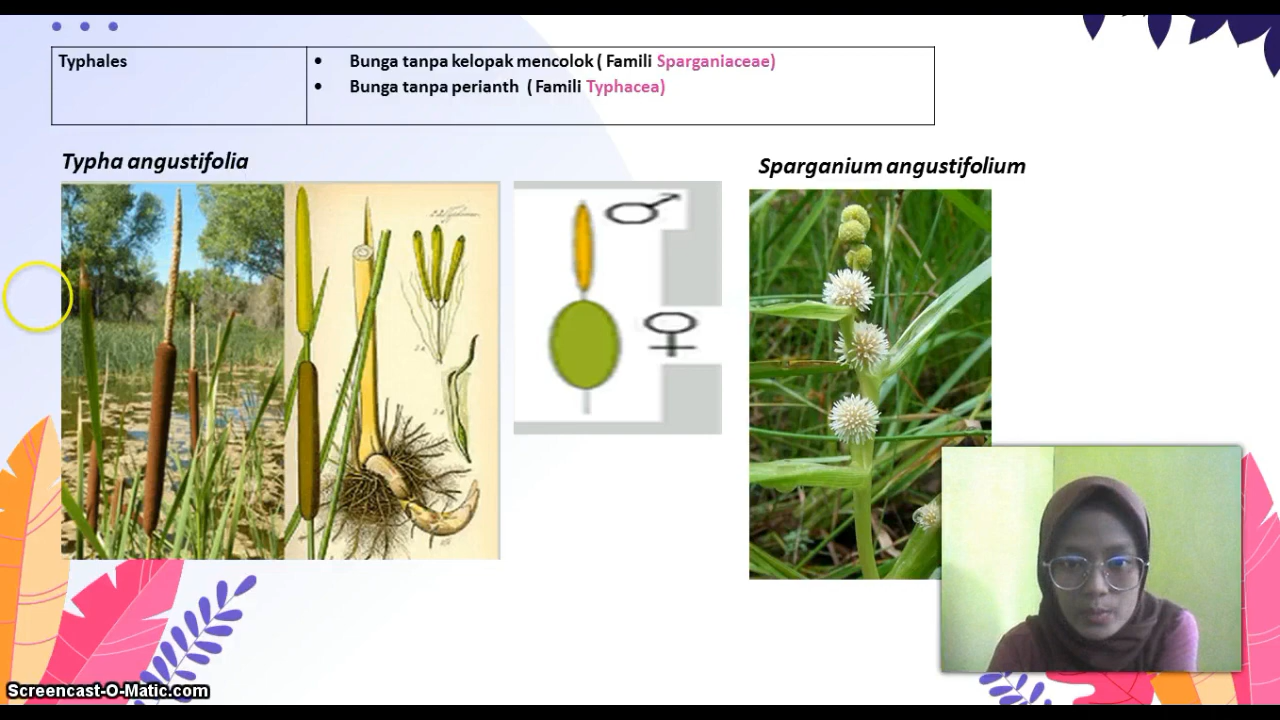 Typhales
• Bunga tanpa kelopak mencolok ( Famili Sparganiaceae)
• Bunga tanpa perianth ( Famili Typhacea)
Typha angustifolia
Sparganium angustifolium
Screencast-O-Matic.com